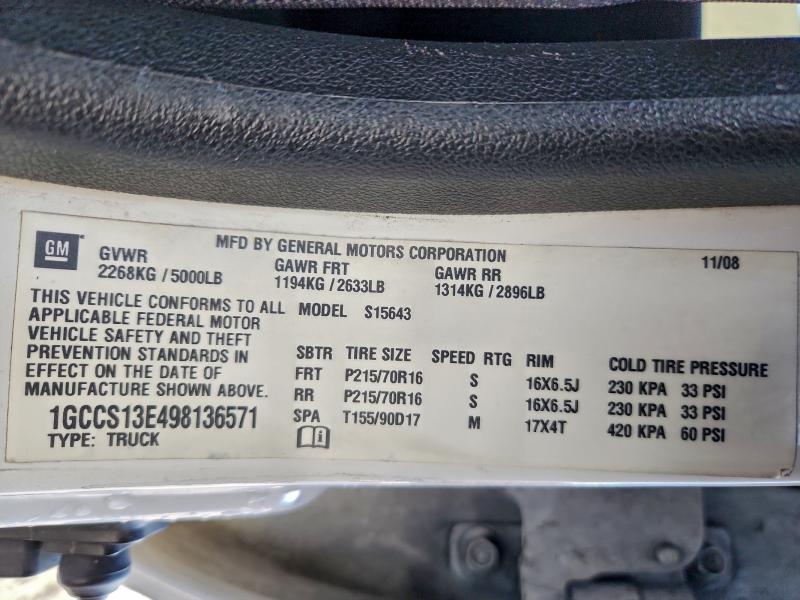 GM
MFD BY GENERAL MOTORS CORPORATION
11/08
GVWR GAWR FRT GAWR RR
2268KG / 5000LB 1194KG / 2633LB 1314KG / 2896LB
THIS VEHICLE CONFORMS TO ALL MODEL S15643
APPLICABLE FEDERAL MOTOR
VEHICLE SAFETY AND THEFT
PREVENTION STANDARDS IN
EFFECT ON THE DATE OF
MANUFACTURE SHOWN ABOVE.
1GCCS13E498136571
TYPE: TRUCK
SBTR TIRE SIZE SPEED RTG RIM COLD TIRE PRESSURE
FRT P215/70R16 S 16X6.5J 230 KPA 33 PSI
RR P215/70R16 S 16X6.5J 230 KPA 33 PSI
SPA T155/90D17 M 17X4T 420 KPA 60 PSI